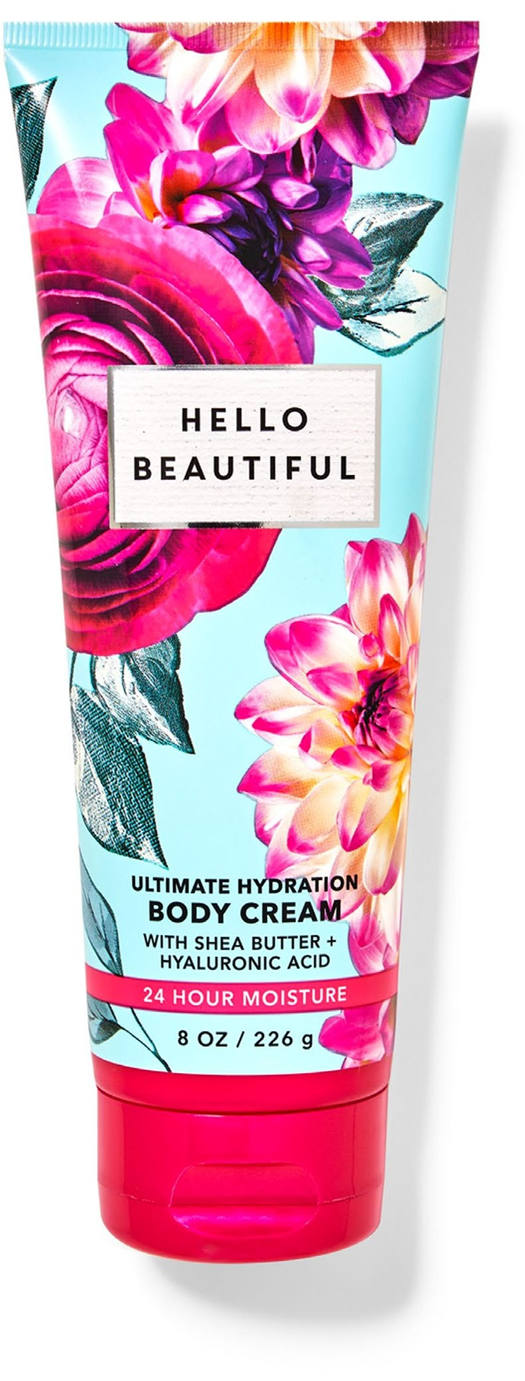 HELLO
BEAUTIFUL
ULTIMATE HYDRATION
BODY CREAM
WITH SHEA BUTTER +
HYALURONIC ACID
24 HOUR MOISTURE
8 OZ / 226 g